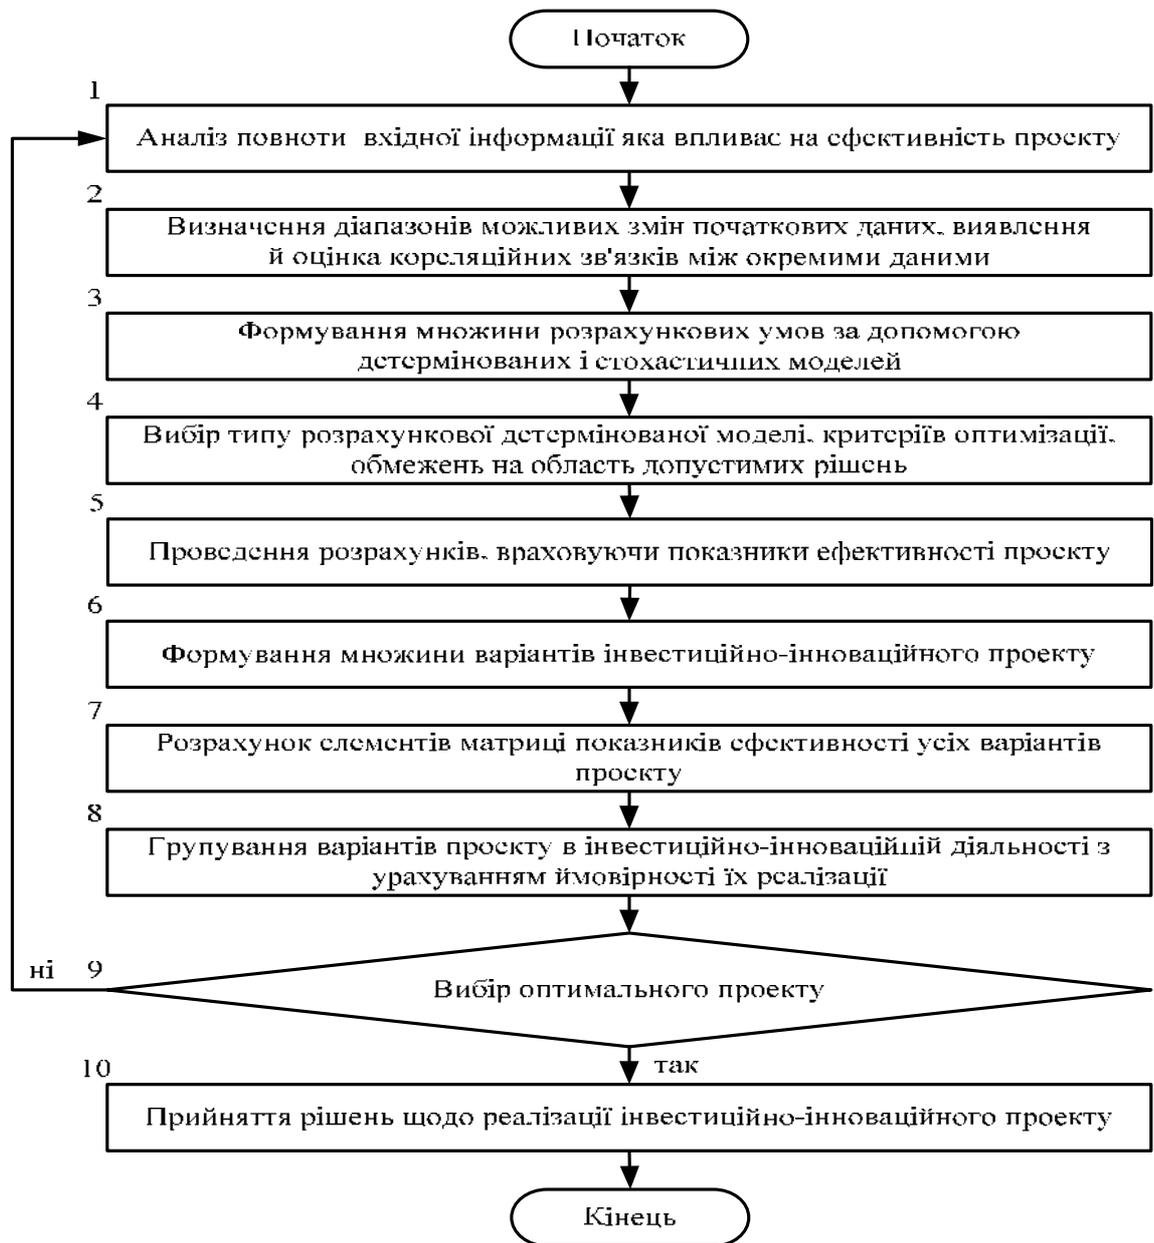 Початок
1
Аналіз повноти вхідної інформації яка впливає на ефективність проекту
2
Визначення діапазонів можливих змін початкових даних, виявлення
й оцінка кореляційних зв'язків між окремими даними
3
Формування множини розрахункових умов за допомогою
детермінованих і стохастичних моделей
4
Вибір типу розрахункової детермінованої моделі, критеріїв оптимізації,
обмежень на область допустимих рішень
5
Проведення розрахунків, враховуючи показники ефективності проекту
6
Формування множини варіантів інвестиційно-інноваційного проекту
7
Розрахунок елементів матриці показників ефективності усіх варіантів
проекту
8
Групування варіантів проекту в інвестиційно-інноваційній діяльності з
урахуванням ймовірності їх реалізації
ні 9
Вибір оптимального проекту
так
10
Прийняття рішень щодо реалізації інвестиційно-інноваційного проекту
Кінець